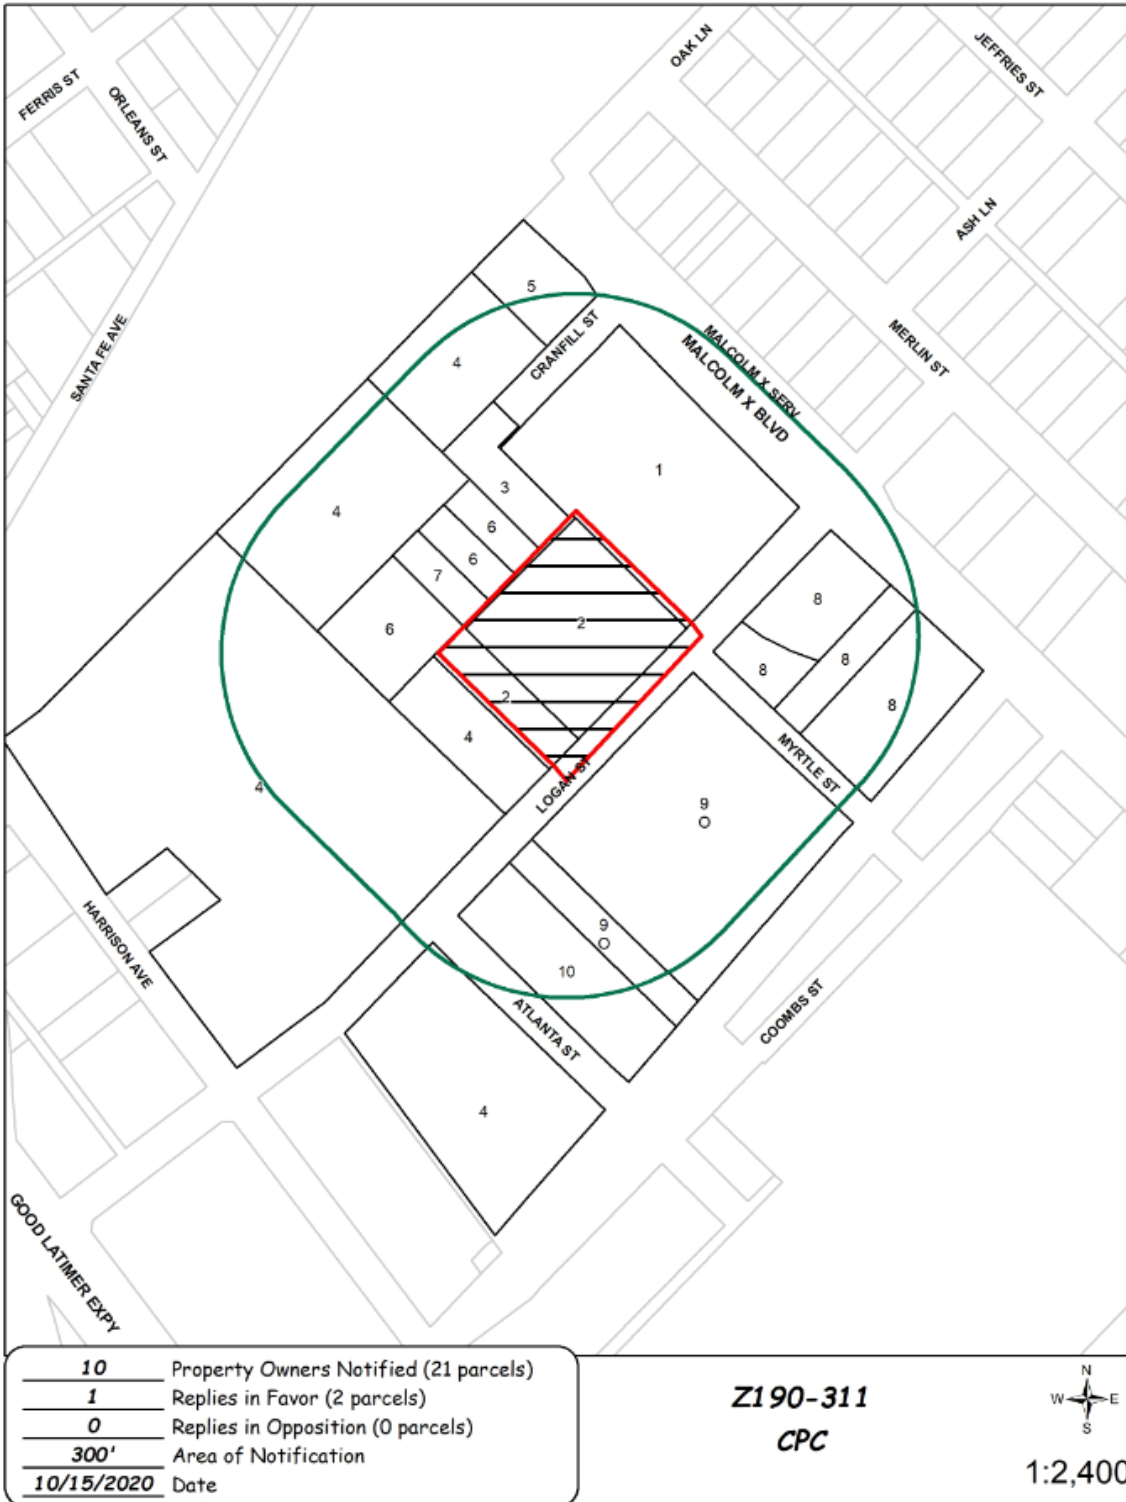 OAK LN
JEFFRIES ST
FERRIS ST
ORLEANS ST
ASH LN
5
SANTA FE AVE
CRANFILL ST
MALCOLM X SERV
MALCOLM X BLVD
MERLIN ST
4
1
3
4
6
6
7
6
2
8
8
8
8
2
4
MYRTLE ST
LOGAN ST
4
9
9
10
HARRISON AVE
ATLANTA ST
COOMBS ST
4
GOOD LATIMER EXPY
10 Property Owners Notified (21 parcels)
1 Replies in Favor (2 parcels)
0 Replies in Opposition (0 parcels)
300' Area of Notification
10/15/2020 Date
Z190-311
CPC
N
W E
S
1:2,400